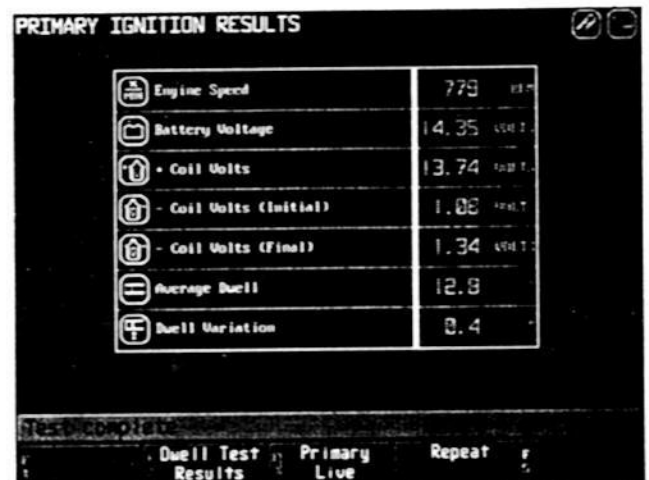 PRIMARY IGNITION RESULTS
Engine Speed 779
Battery Voltage 14.35
+ Coil Volts 13.74
- Coil Volts (Initial) 1.08
- Coil Volts (Final) 1.34
Average Dwell 12.8
Dwell Variation 0.4
Test complete
Dwell Test Primary Repeat
Results Live